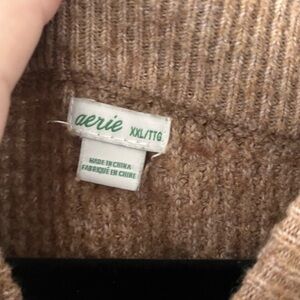 aerie
XXL/TTG
MADE IN CHINA
FABRIQUÉ EN CHINE